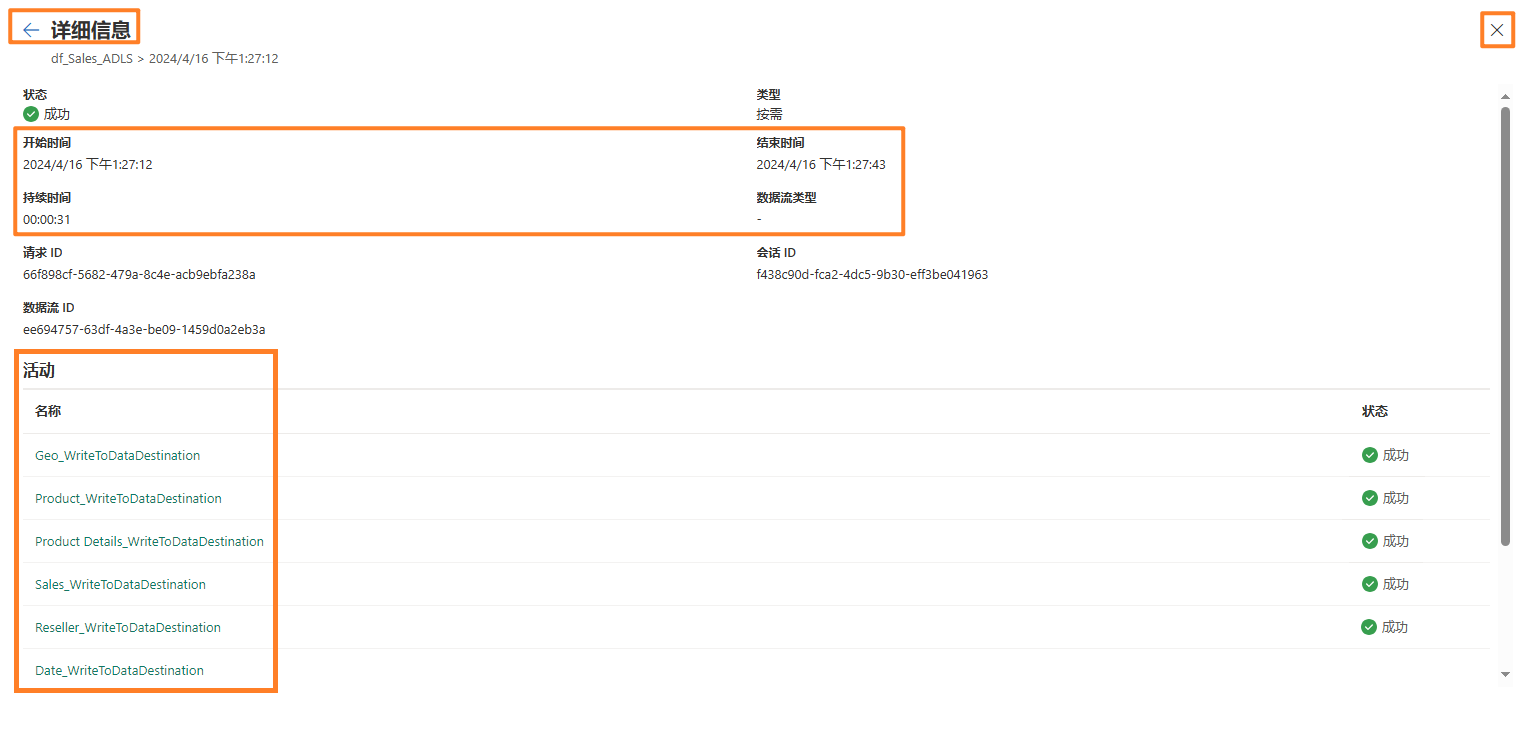 详细信息
df_Sales_ADLS > 2024/4/16 下午1:27:12
状态
类型
成功
按需
开始时间
结束时间
2024/4/16 下午1:27:12
2024/4/16 下午1:27:43
持续时间
数据流类型
00:00:31
-
请求 ID
会话 ID
66f898cf-5682-479a-8c4e-acb9ebfa238a
f438c90d-fca2-4dc5-9b30-eff3be041963
数据流 ID
ee694757-63df-4a3e-be09-1459d0a2eb3a
活动
名称
状态
Geo_WriteToDataDestination
成功
Product_WriteToDataDestination
成功
Product Details_WriteToDataDestination
成功
Sales_WriteToDataDestination
成功
Reseller_WriteToDataDestination
成功
Date_WriteToDataDestination